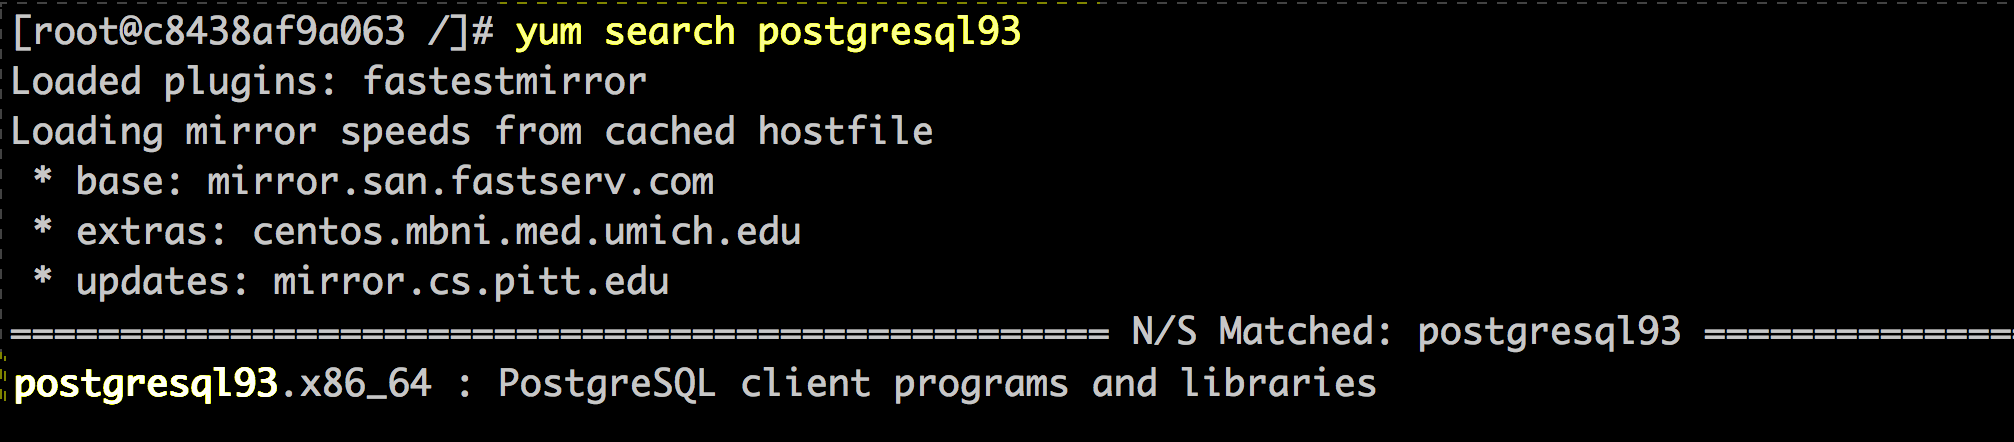 [root@c8438af9a063 /]# yum search postgresql93
Loaded plugins: fastestmirror
Loading mirror speeds from cached hostfile
 * base: mirror.san.fastserv.com
 * extras: centos.mbni.med.umich.edu
 * updates: mirror.cs.pitt.edu
================================================== N/S Matched: postgresql93 ===============
postgresql93.x86_64 : PostgreSQL client programs and libraries